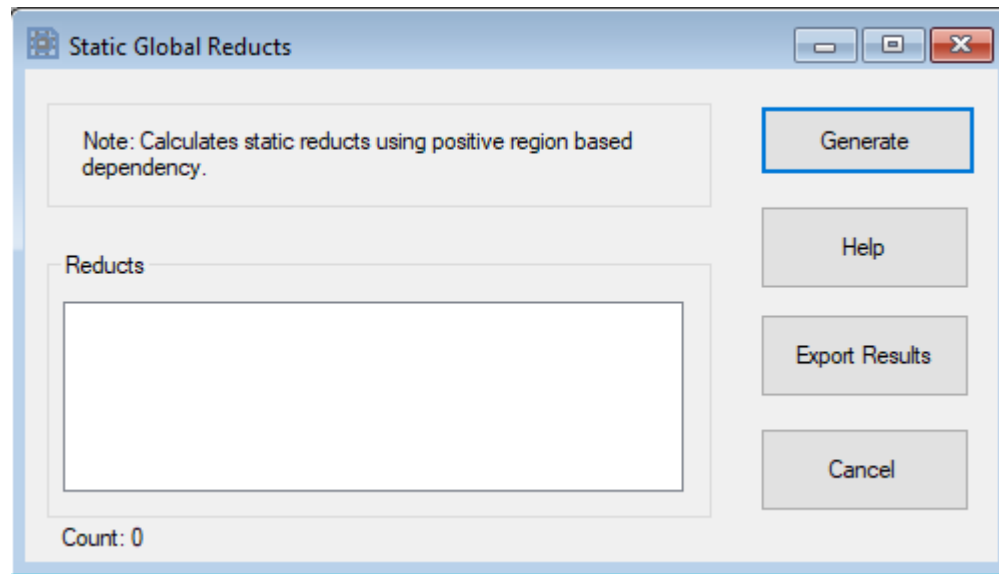 Static Global Reducts
Note: Calculates static reducts using positive region based
dependency.
Generate
Help
Reducts
Export Results
Cancel
Count: 0